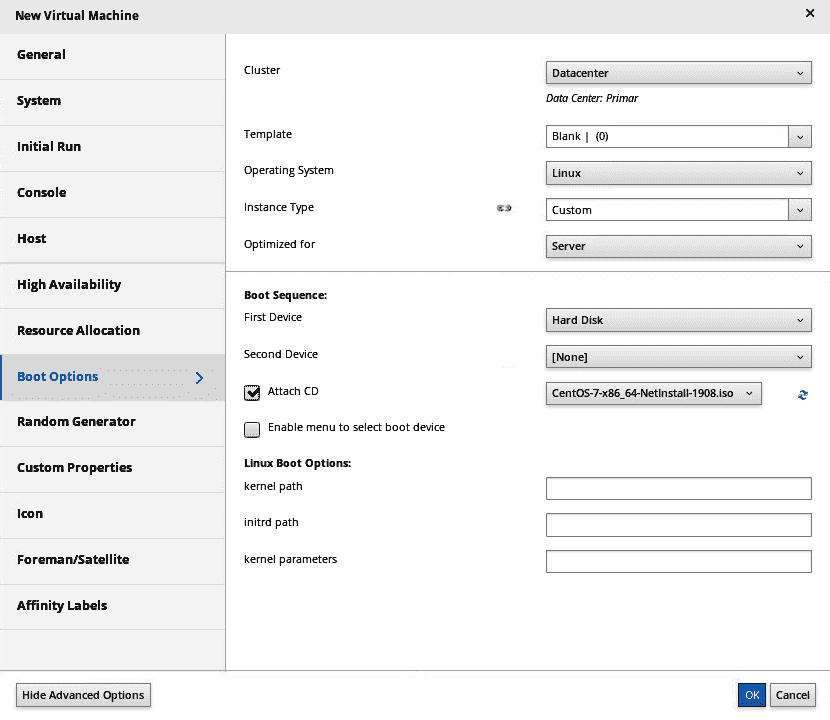 New Virtual Machine
General
System
Initial Run
Console
Host
High Availability
Resource Allocation
Boot Options
Random Generator
Custom Properties
Icon
Foreman/Satellite
Affinity Labels
Cluster
Datacenter
Data Center: Primar
Template
Blank | (0)
Operating System
Linux
Instance Type
Custom
Optimized for
Server
Boot Sequence:
First Device
Hard Disk
Second Device
[None]
Attach CD
CentOS-7-x86_64-NetInstall-1908.iso
Enable menu to select boot device
Linux Boot Options:
kernel path
initrd path
kernel parameters
Hide Advanced Options
OK
Cancel